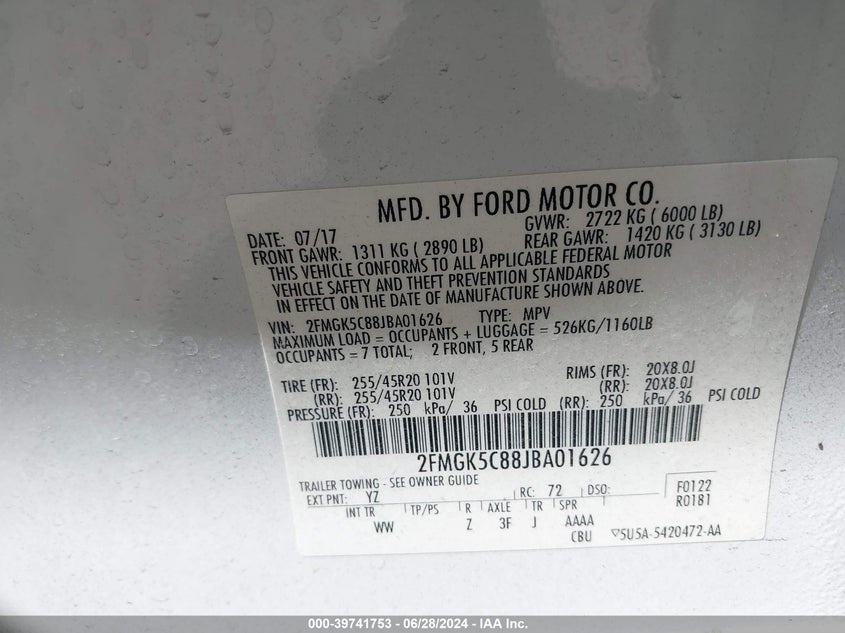 MFD. BY FORD MOTOR CO.
DATE: 07/17 GVWR: 2722 KG ( 6000 LB)
FRONT GAWR: 1311 KG ( 2890 LB) REAR GAWR: 1420 KG ( 3130 LB)
THIS VEHICLE CONFORMS TO ALL APPLICABLE FEDERAL MOTOR
VEHICLE SAFETY AND THEFT PREVENTION STANDARDS
IN EFFECT ON THE DATE OF MANUFACTURE SHOWN ABOVE.
VIN: 2FMGK5C88JBA01626 TYPE: MPV
MAXIMUM LOAD = OCCUPANTS + LUGGAGE = 526KG/1160LB
OCCUPANTS = 7 TOTAL; 2 FRONT, 5 REAR
TIRE (FR): 255/45R20 101V RIMS (FR): 20X8.0J
(RR): 255/45R20 101V (RR): 20X8.0J
PRESSURE (FR): 250 kPa/ 36 PSI COLD (RR): 250 kPa/ 36 PSI COLD
2FMGK5C88JBA01626
TRAILER TOWING - SEE OWNER GUIDE
EXT PNT: YZ RC: 72 DSO: F0122
R0181
INT TR TP/PS R AXLE TR SPR
WW Z 3F J AAAA
CBU ▽5U5A-5420472-AA
000-39741753 - 06/28/2024 - IAA Inc.